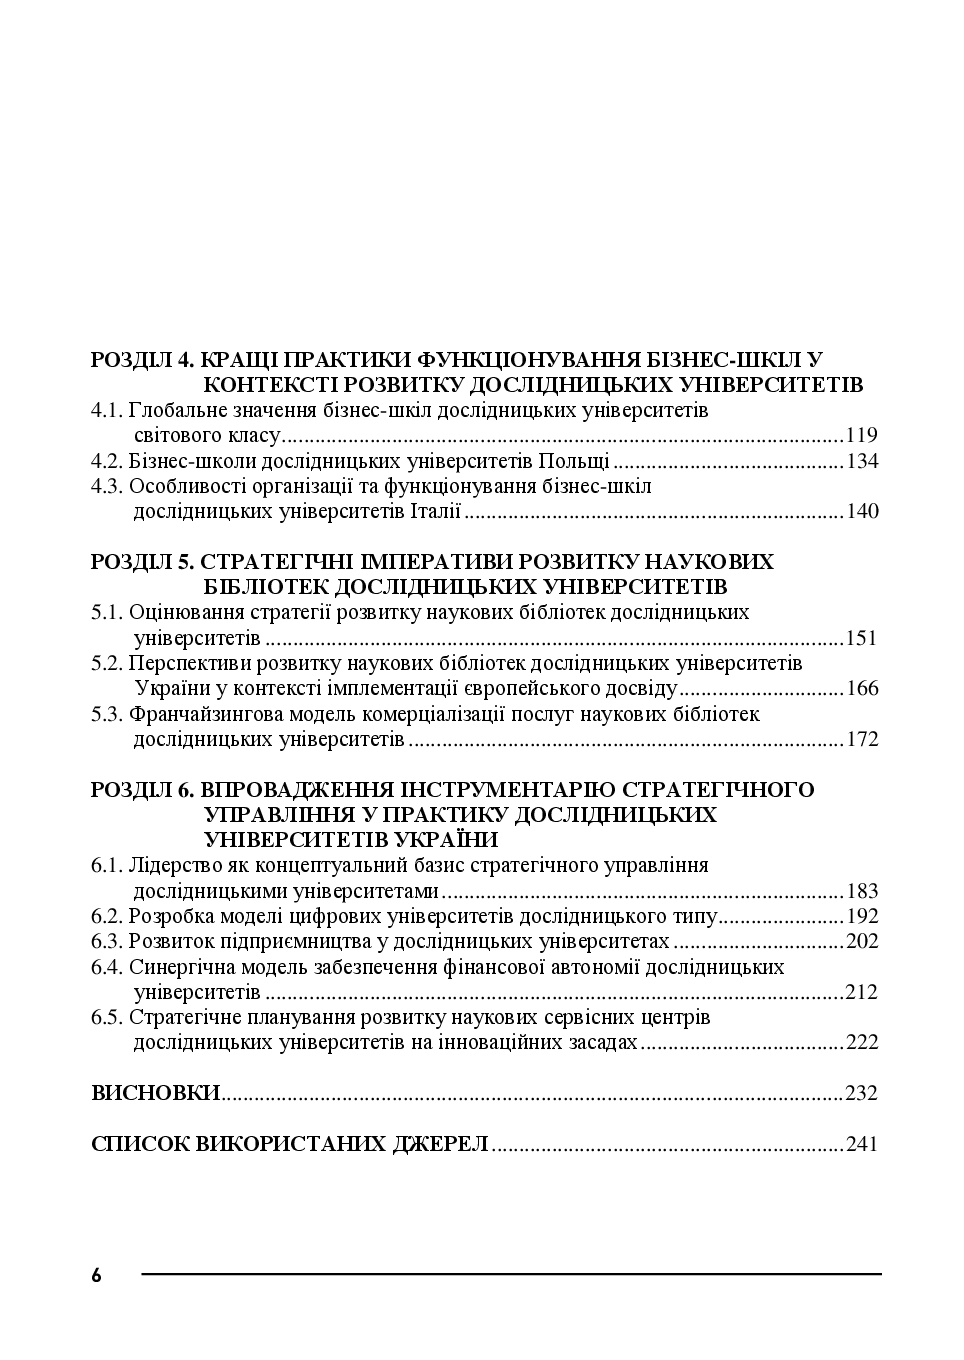 РОЗДІЛ 4. КРАЩІ ПРАКТИКИ ФУНКЦІОНУВАННЯ БІЗНЕС-ШКІЛ У
КОНТЕКСТІ РОЗВИТКУ ДОСЛІДНИЦЬКИХ УНІВЕРСИТЕТІВ
4.1. Глобальне значення бізнес-шкіл дослідницьких університетів
світового класу......................................................................................................119
4.2. Бізнес-школи дослідницьких університетів Польщі..........................................134
4.3. Особливості організації та функціонування бізнес-шкіл
дослідницьких університетів Італії.....................................................................140
РОЗДІЛ 5. СТРАТЕГІЧНІ ІМПЕРАТИВИ РОЗВИТКУ НАУКОВИХ
БІБЛІОТЕК ДОСЛІДНИЦЬКИХ УНІВЕРСИТЕТІВ
5.1. Оцінювання стратегії розвитку наукових бібліотек дослідницьких
університетів.........................................................................................................151
5.2. Перспективи розвитку наукових бібліотек дослідницьких університетів
України у контексті імплементації європейського досвіду..............................166
5.3. Франчайзингова модель комерціалізації послуг наукових бібліотек
дослідницьких університетів...............................................................................172
РОЗДІЛ 6. ВПРОВАДЖЕННЯ ІНСТРУМЕНТАРІЮ СТРАТЕГІЧНОГО
УПРАВЛІННЯ У ПРАКТИКУ ДОСЛІДНИЦЬКИХ
УНІВЕРСИТЕТІВ УКРАЇНИ
6.1. Лідерство як концептуальний базис стратегічного управління
дослідницькими університетами.........................................................................183
6.2. Розробка моделі цифрових університетів дослідницького типу.......................192
6.3. Розвиток підприємництва у дослідницьких університетах...............................202
6.4. Синергічна модель забезпечення фінансової автономії дослідницьких
університетів.........................................................................................................212
6.5. Стратегічне планування розвитку наукових сервісних центрів
дослідницьких університетів на інноваційних засадах.....................................222
ВИСНОВКИ.................................................................................................................232
СПИСОК ВИКОРИСТАНИХ ДЖЕРЕЛ................................................................241
6